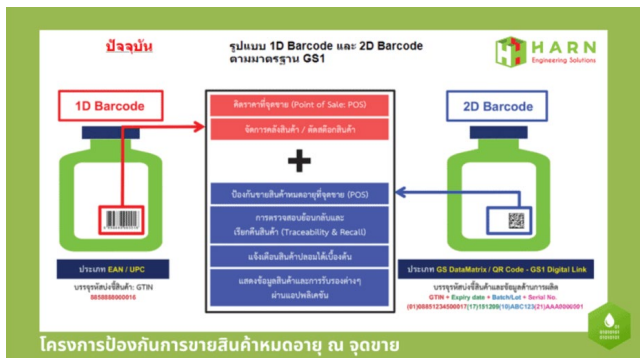 ปัจจุบัน
รูปแบบ 1D Barcode และ 2D Barcode
ตามมาตรฐาน GS1
HARN
Engineering Solutions
1D Barcode
2D Barcode
คิดราคาที่จุดขาย (Point of Sale: POS)
จัดการคลังสินค้า / ตัดสต๊อกสินค้า
+
ป้องกันขายสินค้าหมดอายุที่จุดขาย (POS)
การตรวจสอบย้อนกลับและ
เรียกคืนสินค้า (Traceability & Recall)
แจ้งเตือนสินค้าปลอมได้เบื้องต้น
แสดงข้อมูลสินค้าและการรับรองต่างๆ
ผ่านแอปพลิเคชัน
ประเภท EAN / UPC
บรรจุรหัสบ่งชี้สินค้า: GTIN
8858888000016
ประเภท GS DataMatrix / QR Code - GS1 Digital Link
บรรจุรหัสบ่งชี้สินค้าและข้อมูลด้านการผลิต
GTIN + Expiry date + Batch/Lot + Serial No.
โครงการป้องกันการขายสินค้าหมดอายุ ณ จุดขาย